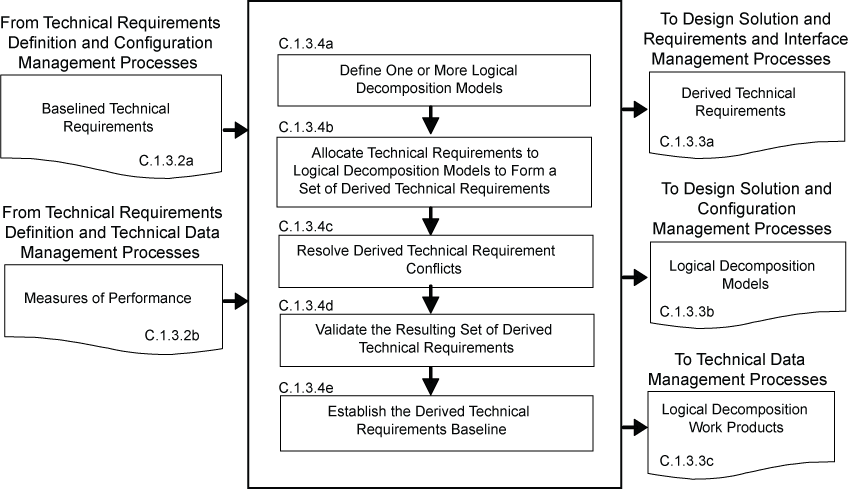 From Technical Requirements
Definition and Configuration
Management Processes
Baselined Technical
Requirements
C.1.3.2a
From Technical Requirements
Definition and Technical Data
Management Processes
Measures of Performance
C.1.3.2b
C.1.3.4a
Define One or More Logical
Decomposition Models
C.1.3.4b
Allocate Technical Requirements to
Logical Decomposition Models to Form a
Set of Derived Technical Requirements
C.1.3.4c
Resolve Derived Technical Requirement
Conflicts
C.1.3.4d
Validate the Resulting Set of Derived
Technical Requirements
C.1.3.4e
Establish the Derived Technical
Requirements Baseline
To Design Solution and
Requirements and Interface
Management Processes
Derived Technical
Requirements
C.1.3.3a
To Design Solution and
Configuration
Management Processes
Logical Decomposition
Models
C.1.3.3b
To Technical Data
Management Processes
Logical Decomposition
Work Products
C.1.3.3c